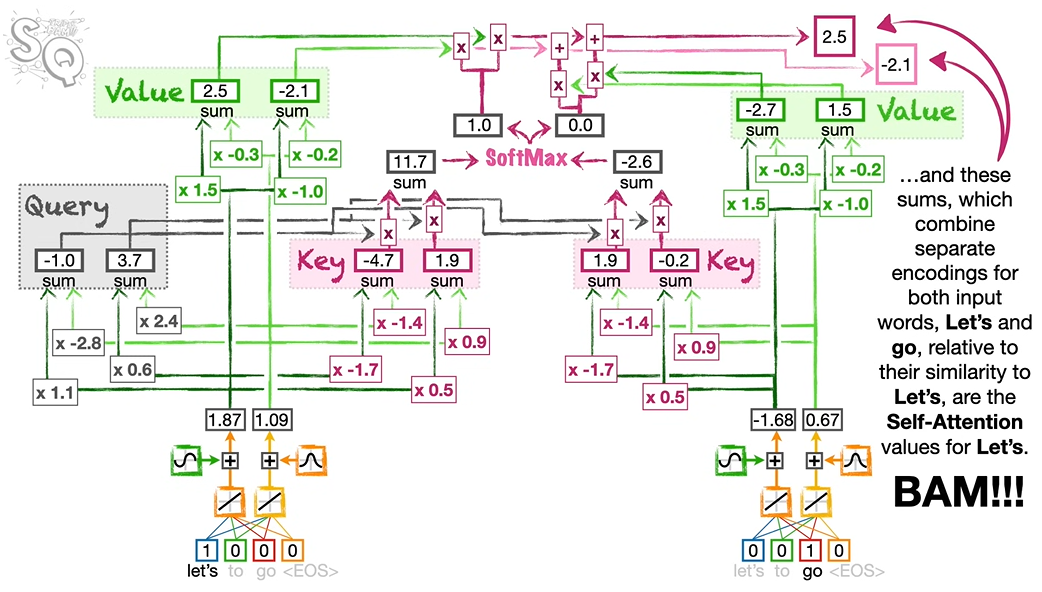 SQ
x x + + 2.5
x x -2.1
Value 2.5 -2.1
sum sum
1.0 0.0
SoftMax
-2.7 1.5 Value
sum sum
x -0.3 x -0.2
x 1.5 x -1.0
11.7 -2.6
sum sum
x -0.3 x -0.2
x 1.5 x -1.0
Query
-1.0 3.7
sum sum
x x
Key -4.7 1.9
sum sum
x x
1.9 -0.2 Key
sum sum
x 2.4
x -2.8
x 0.6
x 1.1
x -1.4
x 0.9
x -1.7
x 0.5
x -1.4
x 0.9
x -1.7
x 0.5
1.87 1.09
+ +
1 0 0 0
let's to go <EOS>
-1.68 0.67
+ +
0 0 1 0
let's to go <EOS>
…and these
sums, which
combine
separate
encodings for
both input
words, Let's and
go, relative to
their similarity to
Let's, are the
Self-Attention
values for Let's.
BAM!!!